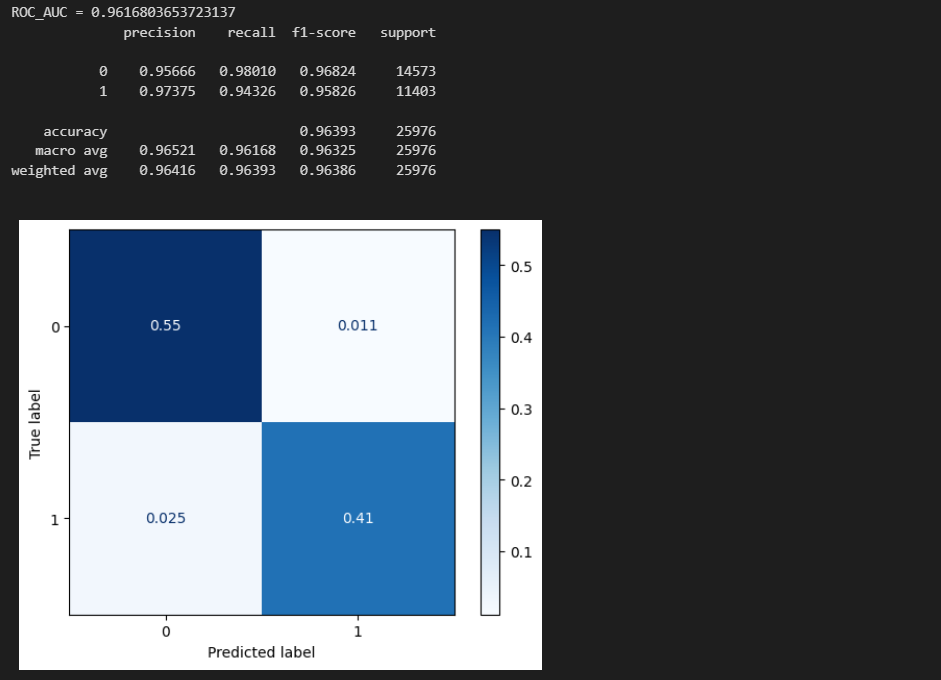 ROC_AUC = 0.9616803653723137
precision recall f1-score support
0 0.95666 0.98010 0.96824 14573
1 0.97375 0.94326 0.95826 11403
accuracy 0.96393 25976
macro avg 0.96521 0.96168 0.96325 25976
weighted avg 0.96416 0.96393 0.96386 25976
0.5
0 0.55 0.011
0.4
0.3
True label
0.2
1 0.025 0.41
0.1
0 1
Predicted label